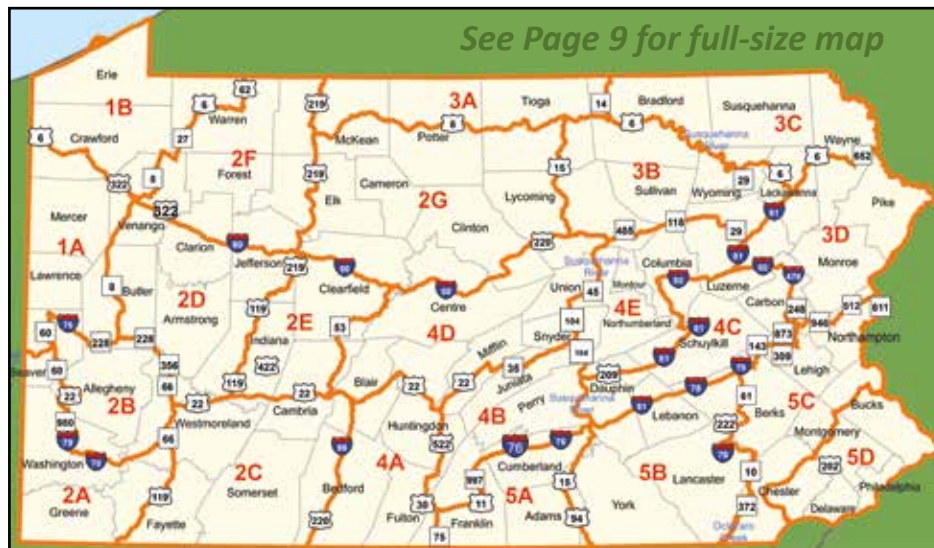 See Page 9 for full-size map
Erie
1B
6
62
Warren
219
3A
Tioga
14
Bradford
Susquehanna
3C
6
Crawford
27
McKean
Potter
6
6
Susquehanna
River
Wayne
6
652
322
6
2F
Forest
219
Cameron
15
3B
Sullivan
Wyoming
29
6
Lackawanna
Pike
Mercer
322
Venango
Elk
2G
Lycoming
81
1A
Clarion
80
Clinton
220
118
29
3D
Lawrence
Jefferson
219
80
Susquehanna
River
Columbia
81
80
Monroe
8
Butler
2D
Clearfield
80
Centre
Union
45
Montour
80
Luzerne
Carbon
Armstrong
119
2E
53
4D
4E
Northumberland
4C
248
512
611
60
76
228
228
Indiana
Mifflin
Snyder
104
81
Schuylkill
873
946
Northampton
60
Allegheny
356
422
Blair
22
22
35
Juniata
209
81
143
309
Lehigh
22
2B
66
119
22
Cambria
22
Huntingdon
4B
Perry
Dauphin
78
78
61
Berks
5C
Bucks
980
Westmoreland
522
81
Lebanon
222
Montgomery
79
66
99
76
76
Cumberland
76
202
5D
Washington
70
2C
4A
997
5B
Lancaster
10
Philadelphia
2A
119
Somerset
Bedford
30
11
5A
15
York
Chester
Delaware
Greene
Fayette
220
Fulton
Franklin
Adams
94
372
75
Creek